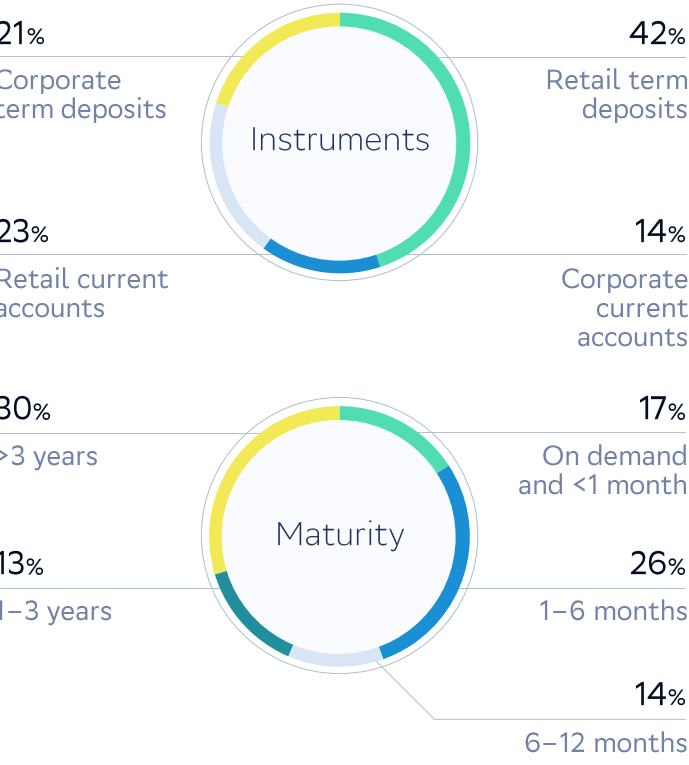 21%
Corporate
term deposits
42%
Retail term
deposits
Instruments
23%
Retail current
accounts
14%
Corporate
current
accounts
30%
>3 years
17%
On demand
and <1 month
Maturity
13%
1–3 years
26%
1–6 months
14%
6–12 months